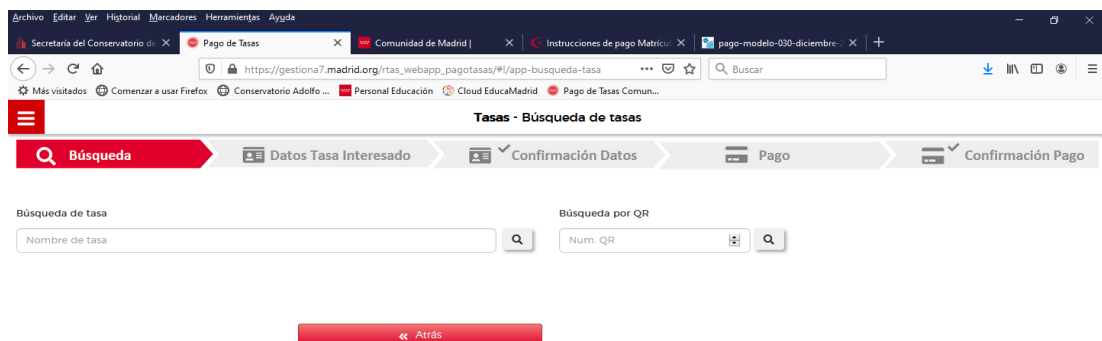 Archivo Editar Ver Historial Marcadores Herramientas Ayuda
Secretaría del Conservatorio de Pago de Tasas Comunidad de Madrid | Instrucciones de pago Matrícul pago-modelo-030-diciembre-2
https://gestiona7.madrid.org/rtas_webapp_pagotasas/#!/app-busqueda-tasa Buscar
Más visitados Comenzar a usar Firefox Conservatorio Adolfo ... Personal Educación Cloud EducaMadrid Pago de Tasas Comun...
Tasas - Búsqueda de tasas
Búsqueda Datos Tasa Interesado Confirmación Datos Pago Confirmación Pago
Búsqueda de tasa Búsqueda por QR
Nombre de tasa Num. QR
« Atrás